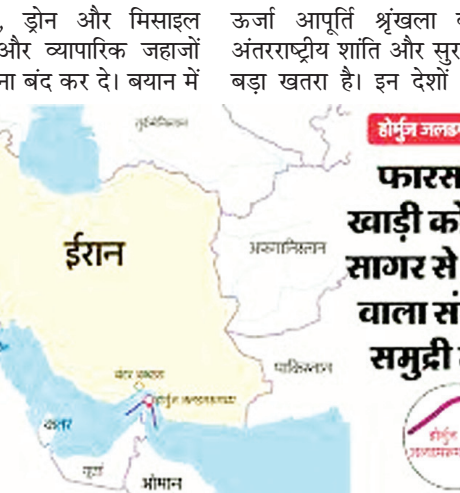 , ड्रोन और मिसाइल
और व्यापारिक जहाजों
ना बंद कर दे। बयान में
ऊर्जा आपूर्ति श्रृंखला
अंतरराष्ट्रीय शांति और सुर
बड़ा खतरा है। इन देशों
तुर्कमेनिस्तान
ईरान
अफगानिस्तान
पाकिस्तान
बंदर अब्बास
होर्मुज जलडमरूमध्य
कतर
ओमान
होर्मुज जलडम
फारस
खाड़ी को
सागर से
वाला सं
समुद्री
होर्मुज
जलडमरूम